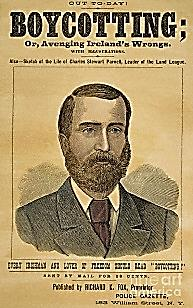 OUT TO-DAY!
BOYCOTTING;
Or, Avenging Ireland's Wrongs.
WITH ILLUSTRATIONS.
Also—Sketch of the Life of Charles Stewart Parnell, Leader of the Land League.
EVERY IRISHMAN AND LOVER OF FREEDOM SHOULD READ "BOYCOTTING!"
SENT BY MAIL FOR CENTS.
Published by RICHARD K. FOX, Proprietor
POLICE GAZETTE,
183 William Street, N. Y.